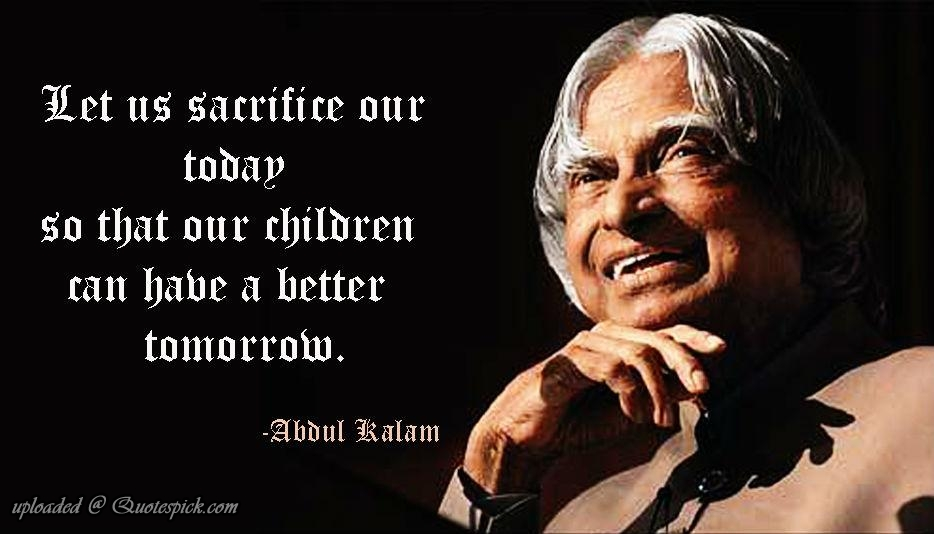 Let us sacrifice our
today
so that our children
can have a better
tomorrow.
-Abdul Kalam
uploaded @ Quotespick.com